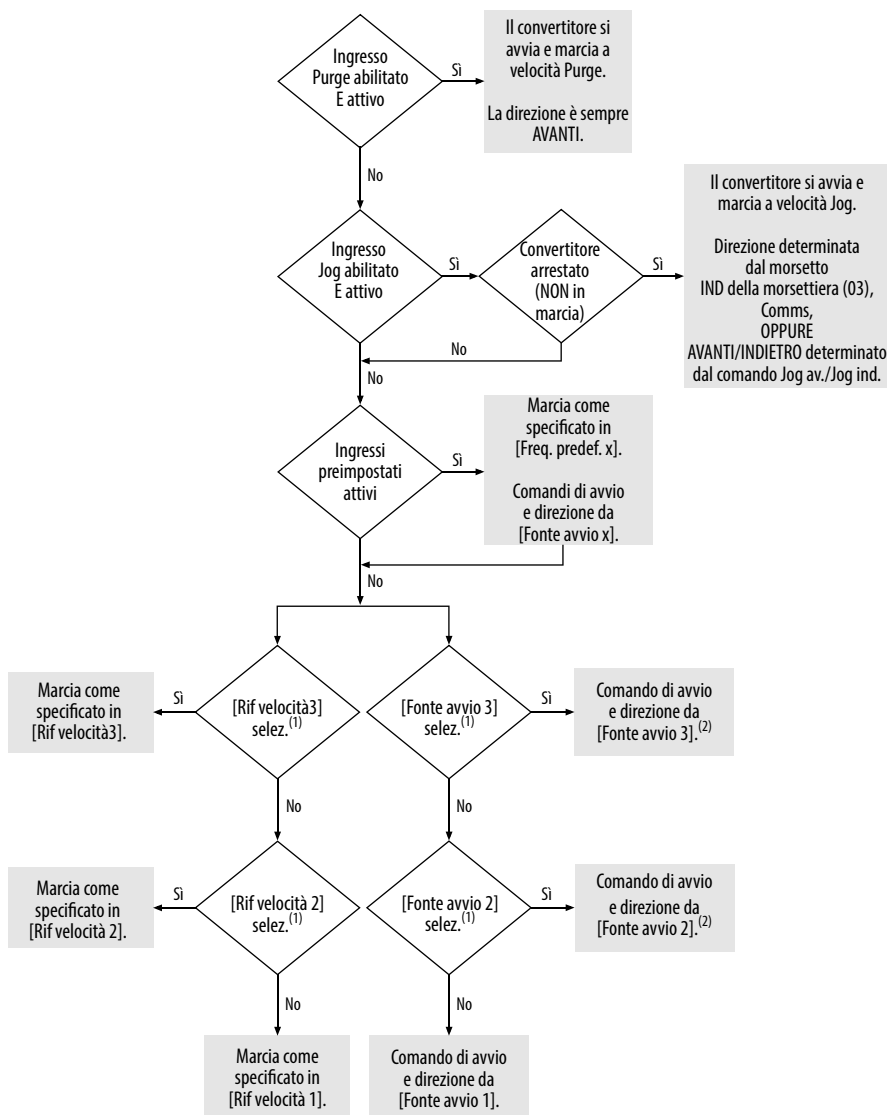 Ingresso
Purge abilitato
E attivo
Sì
Il convertitore si
avvia e marcia a
velocità Purge.
La direzione è sempre
AVANTI.
No
Ingresso
Jog abilitato
E attivo
Sì
Convertitore
arrestato
(NON in
marcia)
Sì
Il convertitore si avvia e
marcia a velocità Jog.
Direzione determinata
dal morsetto
IND della morsettiera (03),
Comms,
OPPURE
AVANTI/INDIETRO determinato
dal comando Jog av./Jog ind.
No
No
Ingressi
preimpostati
attivi
Sì
Marcia come
specificato in
[Freq. predef. x].
Comandi di avvio
e direzione da
[Fonte avvio x].
No
Marcia come
specificato in
[Rif velocità3].
Sì
[Rif velocità3]
selez.(1)
[Fonte avvio 3]
selez.(1)
Sì
Comando di avvio
e direzione da
[Fonte avvio 3].(2)
No
No
Marcia come
specificato in
[Rif velocità 2].
Sì
[Rif velocità 2]
selez.(1)
[Fonte avvio 2]
selez.(1)
Sì
Comando di avvio
e direzione da
[Fonte avvio 2].(2)
No
No
Marcia come
specificato in
[Rif velocità 1].
Comando di avvio
e direzione da
[Fonte avvio 1].